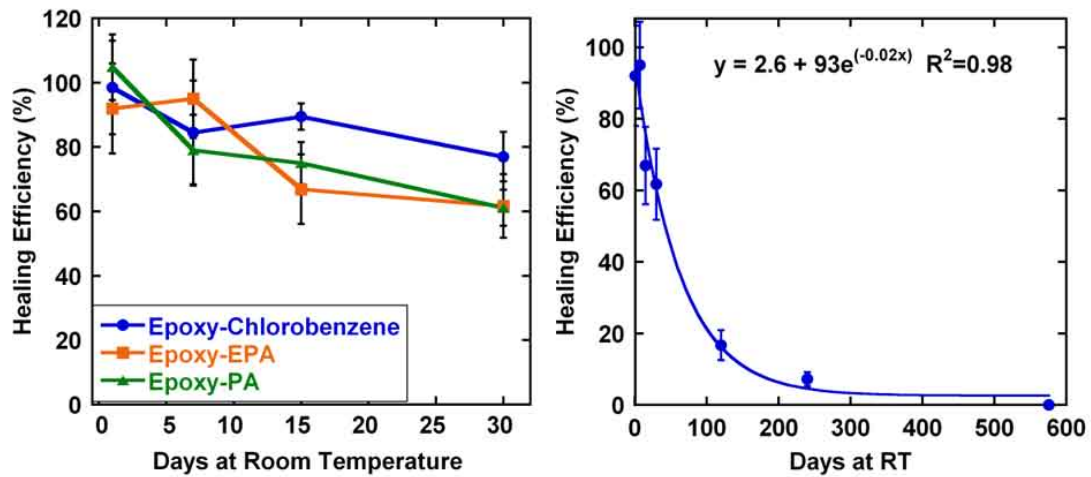 120
100
80
60
40
20
0
Healing Efficiency (%)
Epoxy-Chlorobenzene
Epoxy-EPA
Epoxy-PA
0 5 10 15 20 25 30
Days at Room Temperature
y = 2.6 + 93e^(-0.02x) R²=0.98
100
80
60
40
20
0
Healing Efficiency (%)
0 100 200 300 400 500 600
Days at RT